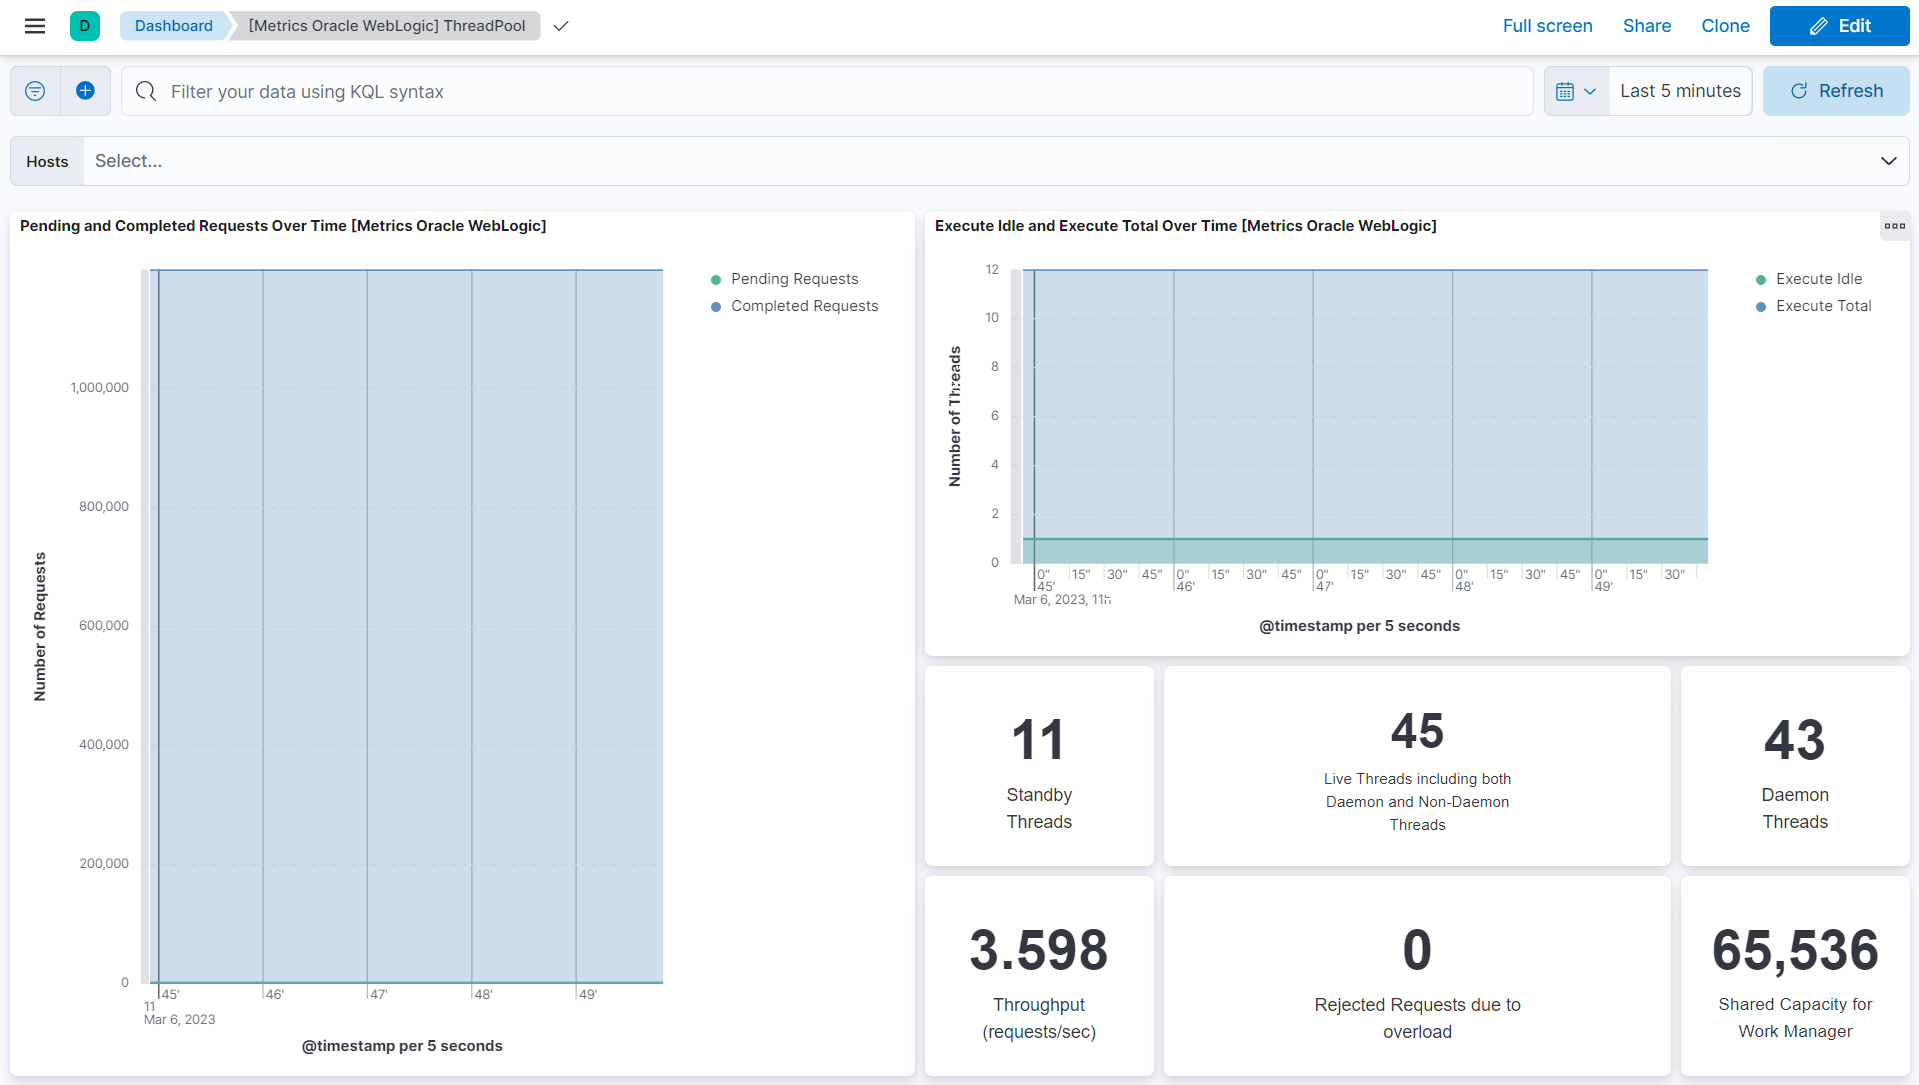 D
Dashboard
[Metrics Oracle WebLogic] ThreadPool
Full screen
Share
Clone
Edit
Filter your data using KQL syntax
Last 5 minutes
Refresh
Hosts
Select...
Pending and Completed Requests Over Time [Metrics Oracle WebLogic]
Number of Requests
1,000,000
800,000
600,000
400,000
200,000
0
45'
46'
47'
48'
49'
11
Mar 6, 2023
@timestamp per 5 seconds
Pending Requests
Completed Requests
Execute Idle and Execute Total Over Time [Metrics Oracle WebLogic]
Number of Threads
12
10
8
6
4
2
0
0" 15" 30" 45" 0" 15" 30" 45" 0" 15" 30" 45" 0" 15" 30" 45" 0" 15" 30"
45' 46' 47' 48' 49'
Mar 6, 2023, 11h
@timestamp per 5 seconds
Execute Idle
Execute Total
11
Standby
Threads
45
Live Threads including both
Daemon and Non-Daemon
Threads
43
Daemon
Threads
3.598
Throughput
(requests/sec)
0
Rejected Requests due to
overload
65,536
Shared Capacity for
Work Manager